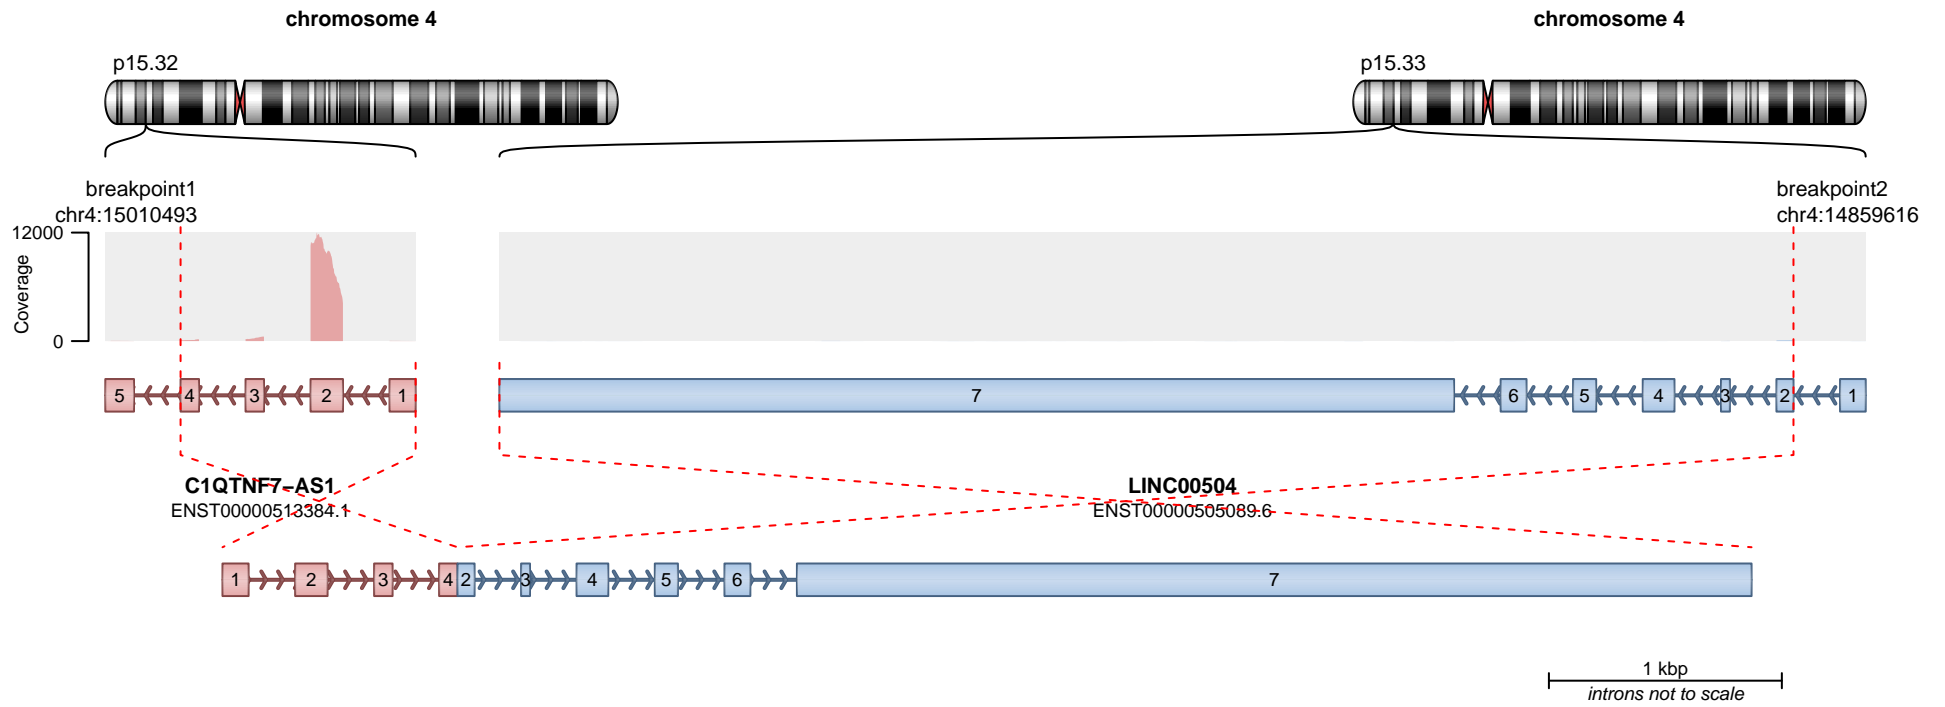 chromosome 4
chromosome 4
p15.32
p15.33
breakpoint1
chr4:15010493
breakpoint2
chr4:14859616
12000
Coverage
0
5 4 3 2 1
7 6 5 4 3 2 1
C1QTNF7–AS1
ENST00000513384.1
LINC00504
ENST00000505089.6
1 2 3 4 2 3 4 5 6 7
1 kbp
introns not to scale